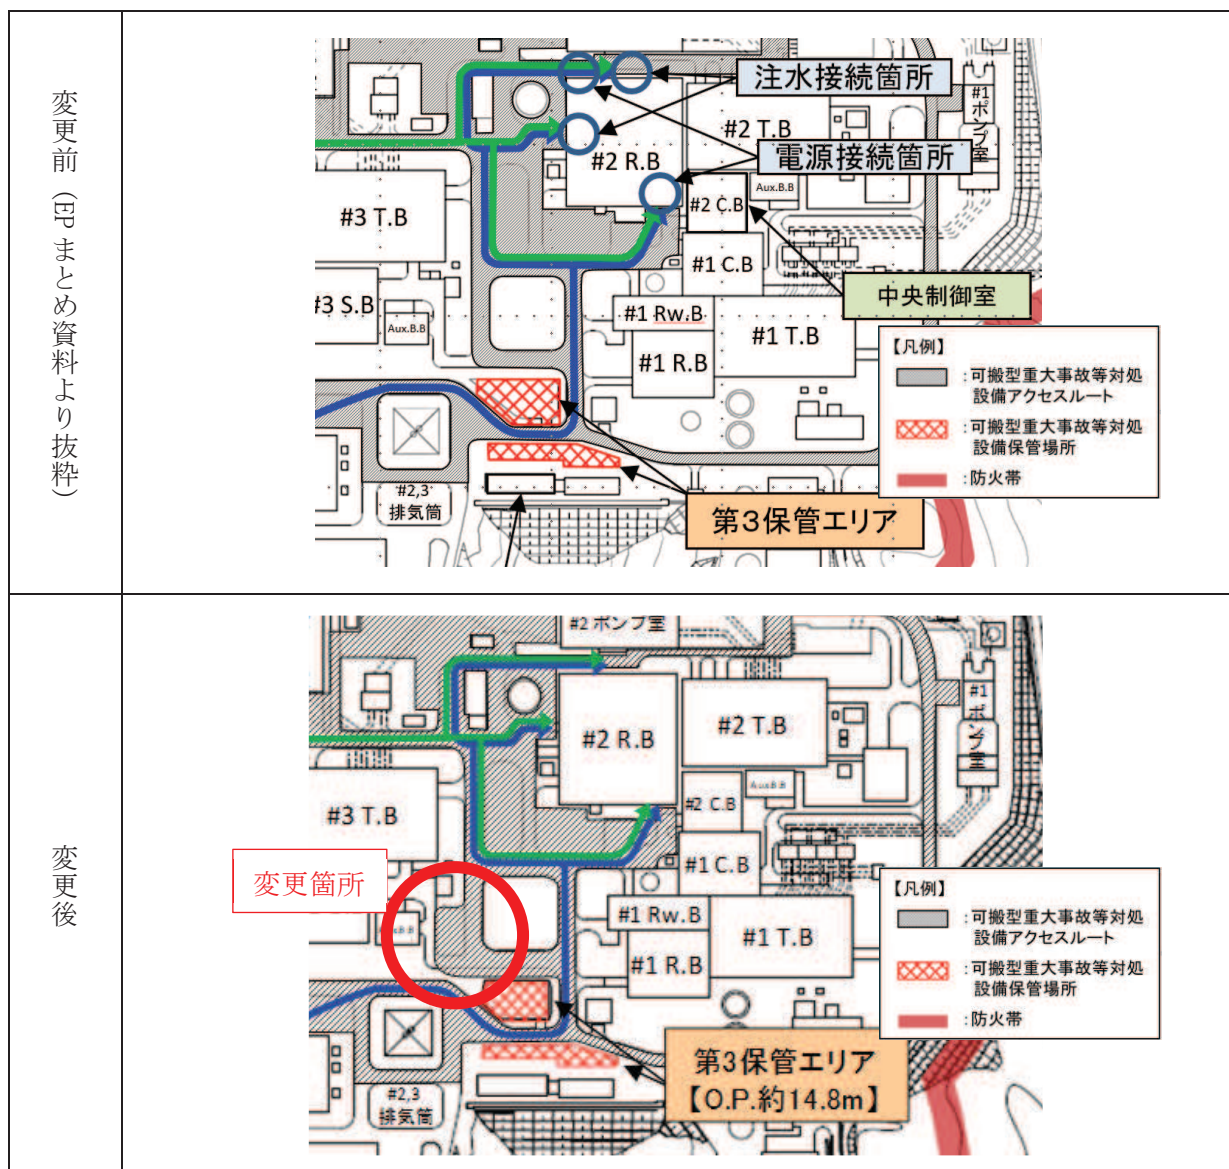 変更前（EPまとめ資料より抜粋）
注水接続箇所
#1ポンプ室
#2 T.B
電源接続箇所
#2 R.B
Aux.B.B
#2 C.B
#3 T.B
#1 C.B
中央制御室
#3 S.B
#1 Rw.B
Aux.B.B
#1 T.B
#1 R.B
【凡例】
：可搬型重大事故等対処
設備アクセスルート
：可搬型重大事故等対処
設備保管場所
：防火帯
#2,3
排気筒
第３保管エリア
変更後
#2 ポンプ室
#1ポンプ室
#2 R.B
#2 T.B
Aux.B.B
#2 C.B
#3 T.B
#1 C.B
変更箇所
Aux.B.B
#1 Rw.B
#1 T.B
#1 R.B
【凡例】
：可搬型重大事故等対処
設備アクセスルート
：可搬型重大事故等対処
設備保管場所
：防火帯
第3保管エリア
【O.P.約14.8m】
#2,3
排気筒